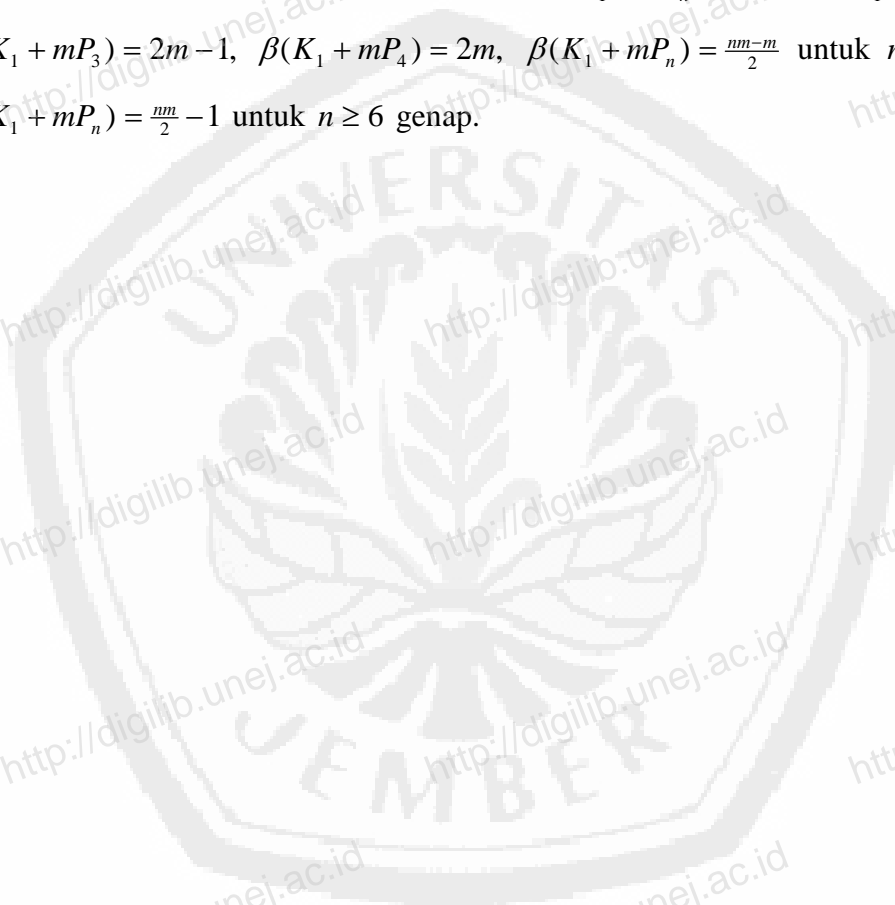 K₁ + mP₃) = 2m − 1, β(K₁ + mP₄) = 2m, β(K₁ + mPₙ) = (nm−m)/2 untuk n
K₁ + mPₙ) = nm/2 − 1 untuk n ≥ 6 genap.
UNIVERSITAS
JEMBER
http://digilib.unej.ac.id
http://digilib.unej.ac.id
http://digilib.unej.ac.id
http://digilib.unej.ac.id
http://digilib.unej.ac.id
http://digilib.unej.ac.id
http://digilib.unej.ac.id
http://digilib.unej.ac.id